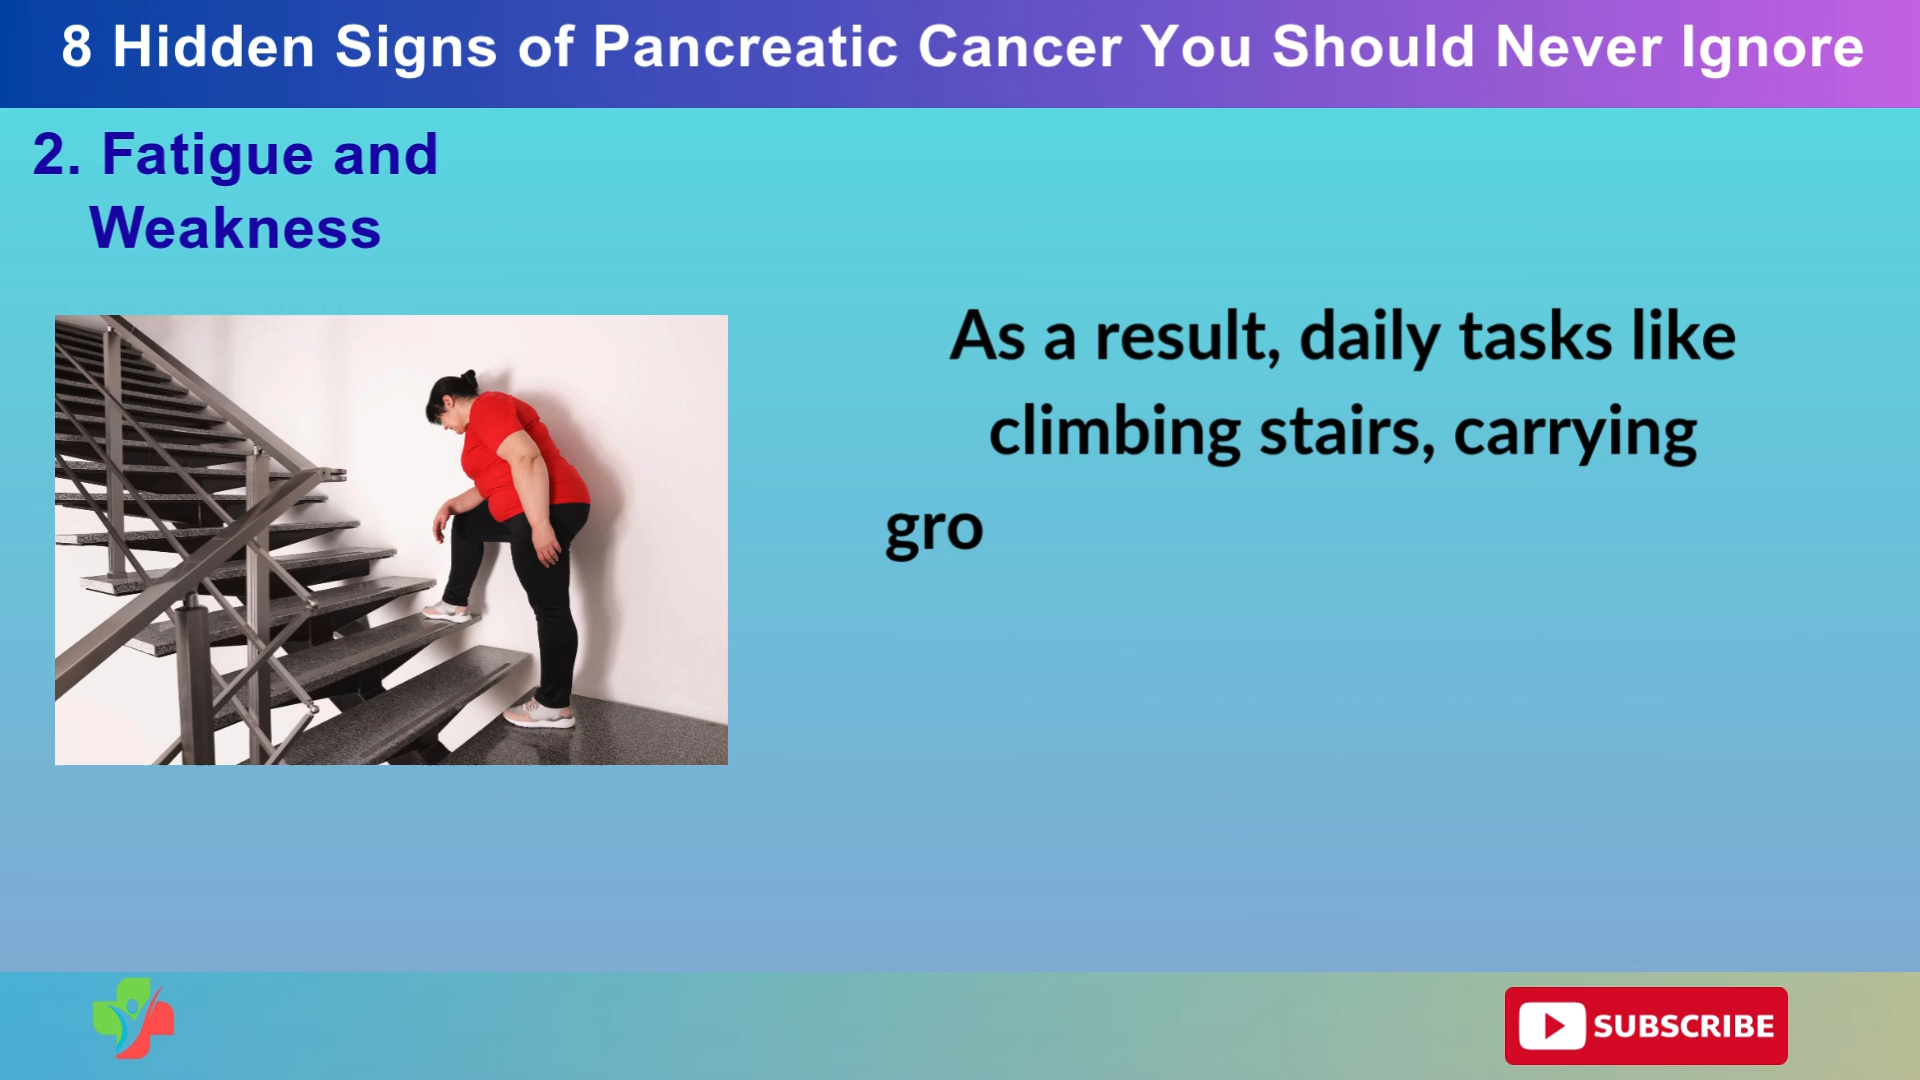 8 Hidden Signs of Pancreatic Cancer You Should Never Ignore
2. Fatigue and
Weakness
As a result, daily tasks like
climbing stairs, carrying
gro
SUBSCRIBE